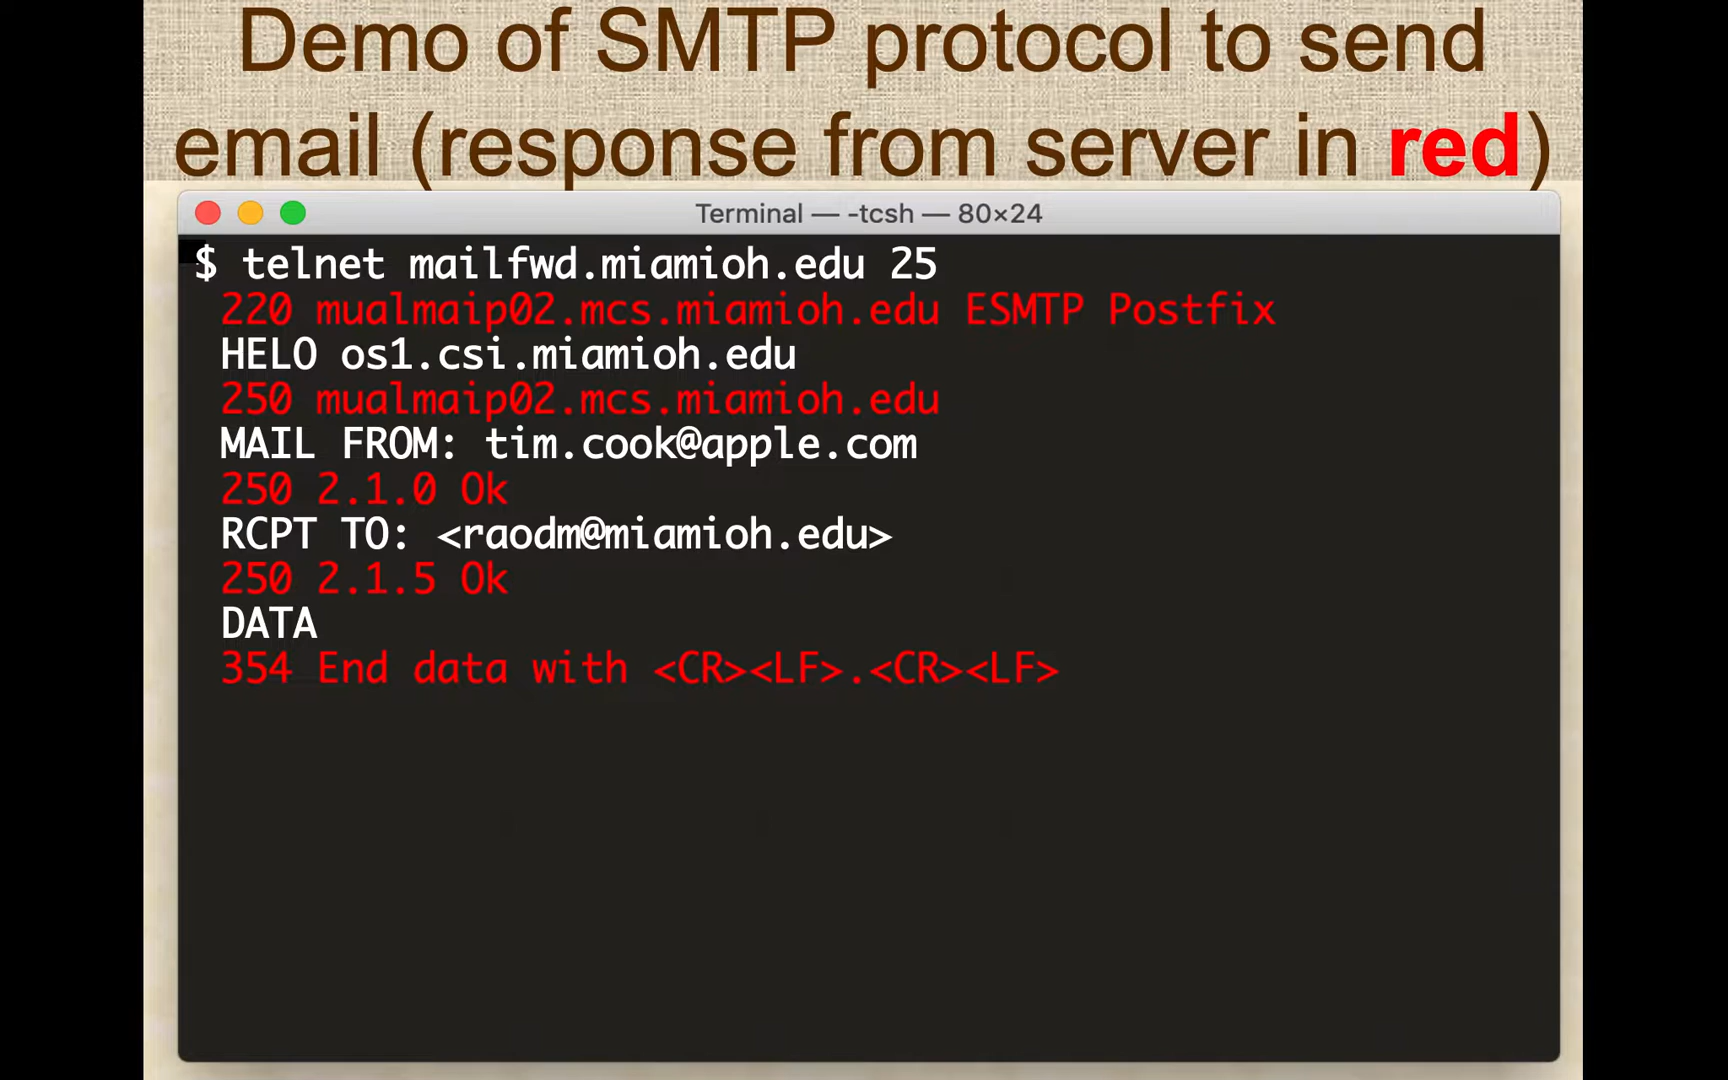 Demo of SMTP protocol to send
email (response from server in red)
Terminal — -tcsh — 80×24
$ telnet mailfwd.miamioh.edu 25
220 mualmaip02.mcs.miamioh.edu ESMTP Postfix
HELO os1.csi.miamioh.edu
250 mualmaip02.mcs.miamioh.edu
MAIL FROM: tim.cook@apple.com
250 2.1.0 Ok
RCPT TO: <raodm@miamioh.edu>
250 2.1.5 Ok
DATA
354 End data with <CR><LF>.<CR><LF>